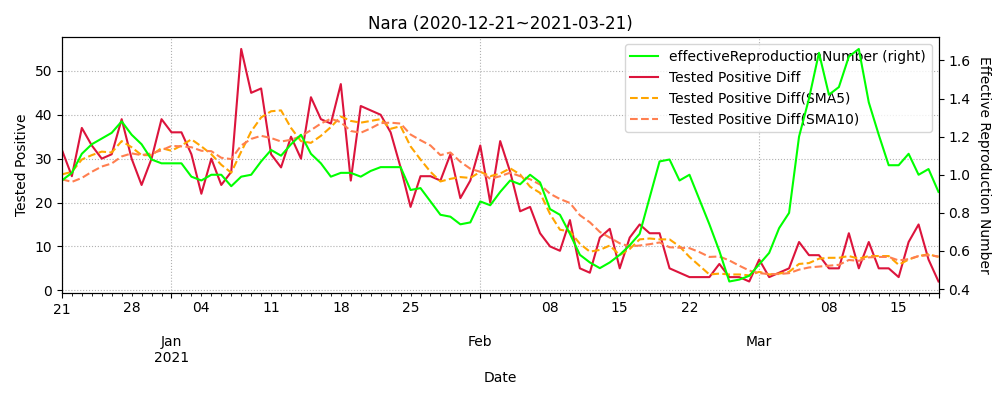 Nara (2020-12-21~2021-03-21)
effectiveReproductionNumber (right)
Tested Positive Diff
Tested Positive Diff(SMA5)
Tested Positive Diff(SMA10)
Tested Positive
50
40
30
20
10
0
1.6
1.4
1.2
1.0
0.8
0.6
0.4
Effective Reproduction Number
21 28 04 11 18 25 08 15 22 08 15
Jan Feb Mar
2021
Date